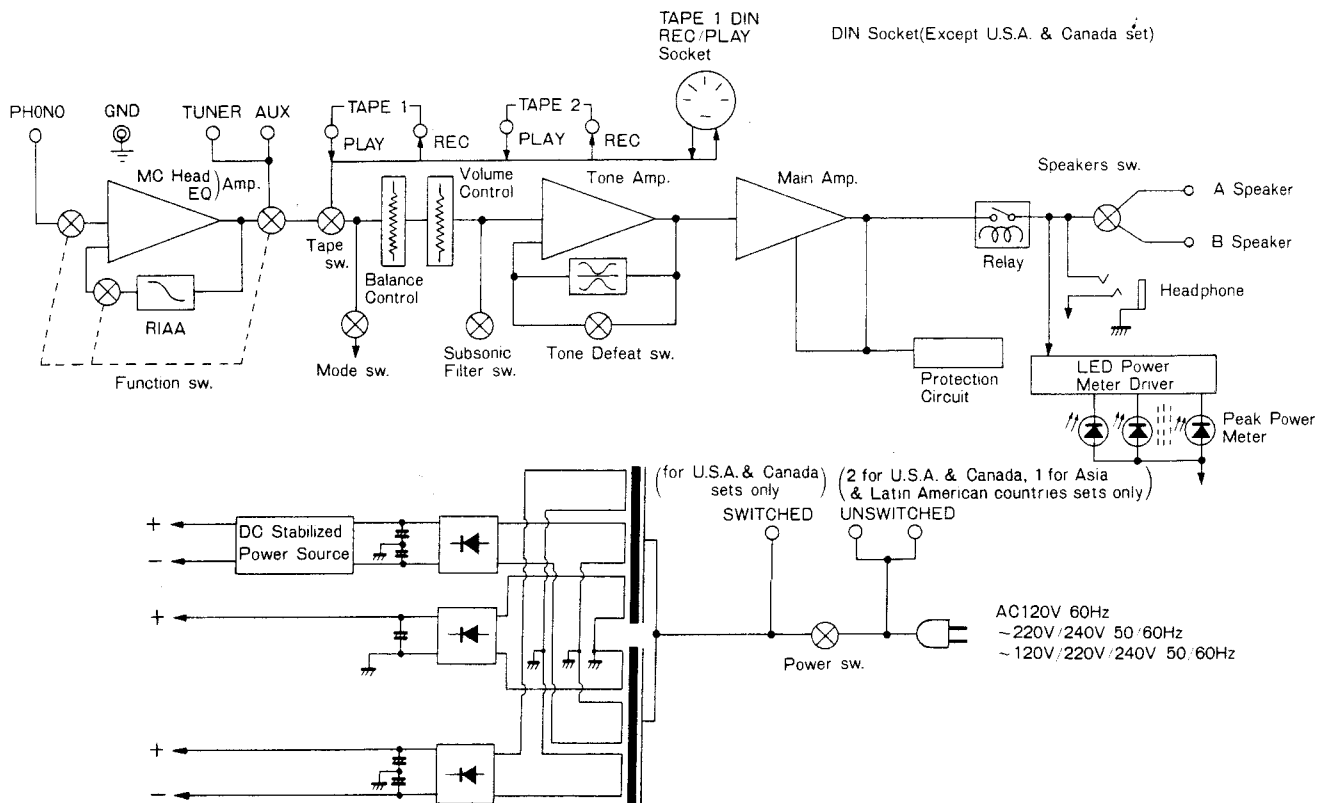 TAPE 1 DIN
REC/PLAY
Socket
DIN Socket(Except U.S.A. & Canada set)
PHONO
GND
TUNER
AUX
TAPE 1
PLAY
REC
TAPE 2
PLAY
REC
MC Head
EQ) Amp.
Volume
Control
Tone Amp.
Main Amp.
Speakers sw.
A Speaker
B Speaker
Tape
sw.
Balance
Control
Relay
Headphone
RIAA
Function sw.
Mode sw.
Subsonic
Filter sw.
Tone Defeat sw.
Protection
Circuit
LED Power
Meter Driver
Peak Power
Meter
(for U.S.A. & Canada
sets only)
(2 for U.S.A. & Canada, 1 for Asia
& Latin American countries sets only)
SWITCHED
UNSWITCHED
+
-
DC Stabilized
Power Source
+
AC120V 60Hz
~220V/240V 50/60Hz
~120V/220V/240V 50/60Hz
Power sw.
+
-